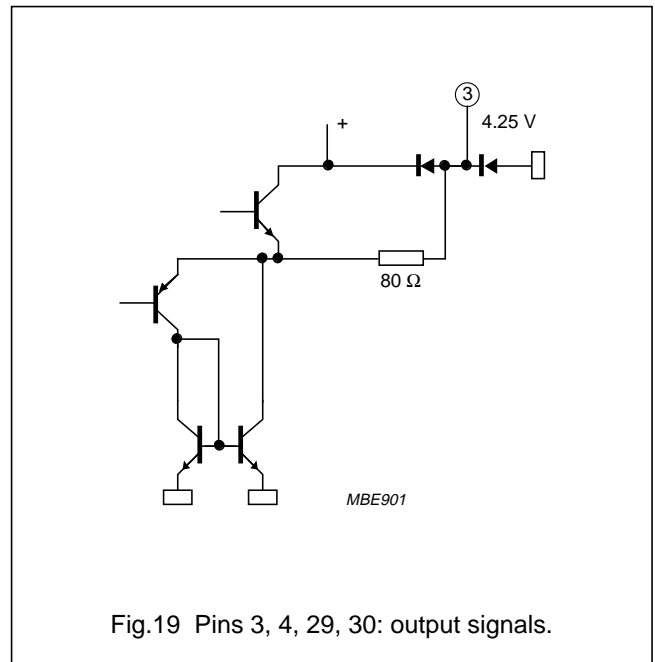 3
4.25 V
+
80 Ω
MBE901
Fig.19 Pins 3, 4, 29, 30: output signals.